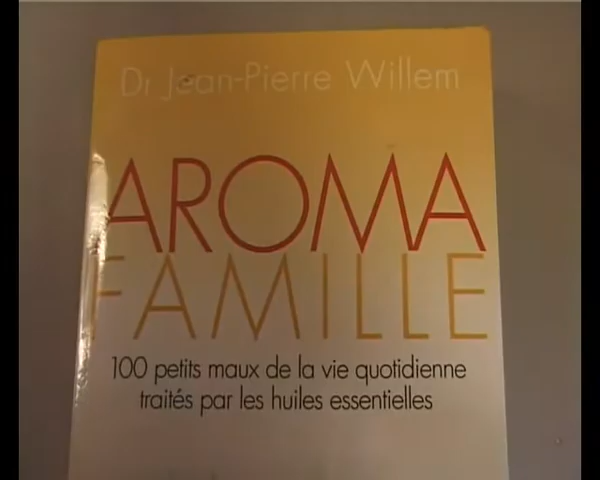 Dr Jean-Pierre Willem
AROMA
FAMILLE
100 petits maux de la vie quotidienne
traités par les huiles essentielles